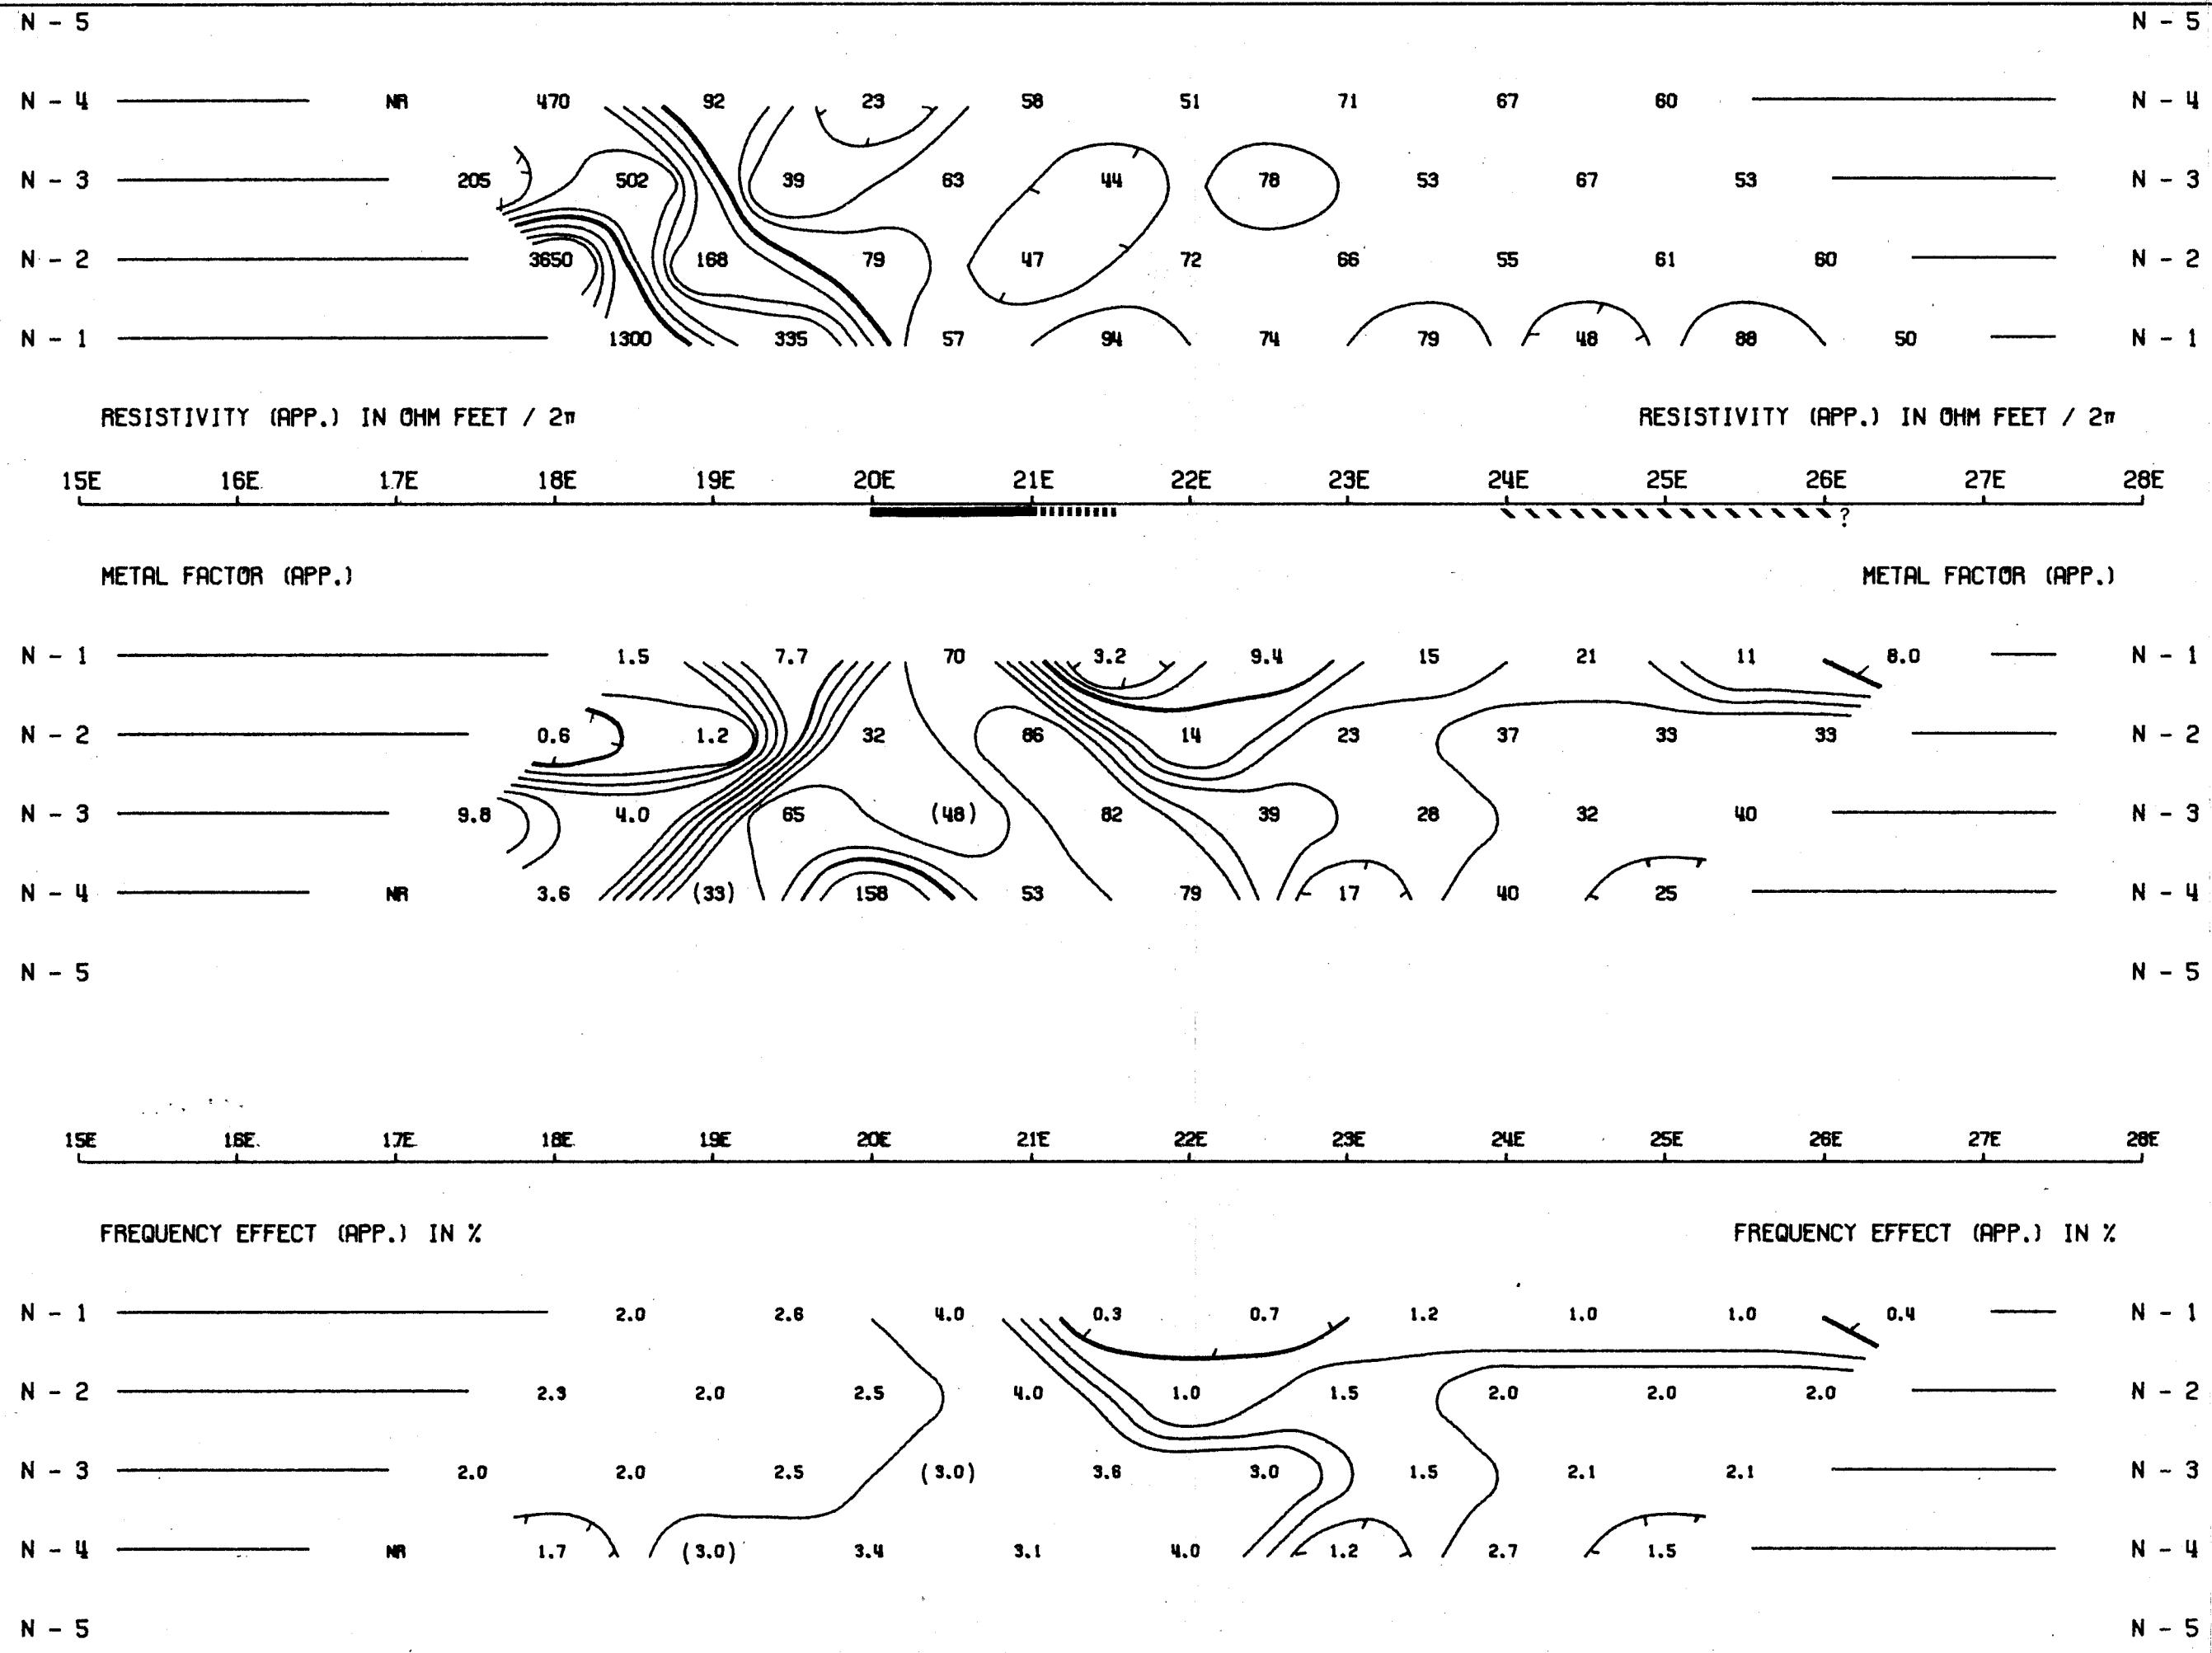 N - 5 N - 5
N - 4 NR 470 92 23 58 51 71 67 60 N - 4
N - 3 205 502 39 63 44 78 53 67 53 N - 3
N - 2 3650 168 79 47 72 66 55 61 60 N - 2
N - 1 1300 335 57 94 74 79 48 88 50 N - 1
RESISTIVITY (APP.) IN OHM FEET / 2π RESISTIVITY (APP.) IN OHM FEET / 2π
15E 16E 17E 18E 19E 20E 21E 22E 23E 24E 25E 26E 27E 28E
?
METAL FACTOR (APP.) METAL FACTOR (APP.)
N - 1 1.5 7.7 70 3.2 9.4 15 21 11 8.0 N - 1
N - 2 0.6 1.2 32 86 14 23 37 33 33 N - 2
N - 3 9.8 4.0 65 (48) 82 39 28 32 40 N - 3
N - 4 NR 3.6 (33) 158 53 79 17 40 25 N - 4
N - 5 N - 5
15E 16E 17E 18E 19E 20E 21E 22E 23E 24E 25E 26E 27E 28E
FREQUENCY EFFECT (APP.) IN % FREQUENCY EFFECT (APP.) IN %
N - 1 2.0 2.6 4.0 0.3 0.7 1.2 1.0 1.0 0.4 N - 1
N - 2 2.3 2.0 2.5 4.0 1.0 1.5 2.0 2.0 2.0 N - 2
N - 3 2.0 2.0 2.5 (3.0) 3.6 3.0 1.5 2.1 2.1 N - 3
N - 4 NR 1.7 (3.0) 3.4 3.1 4.0 1.2 2.7 1.5 N - 4
N - 5 N - 5